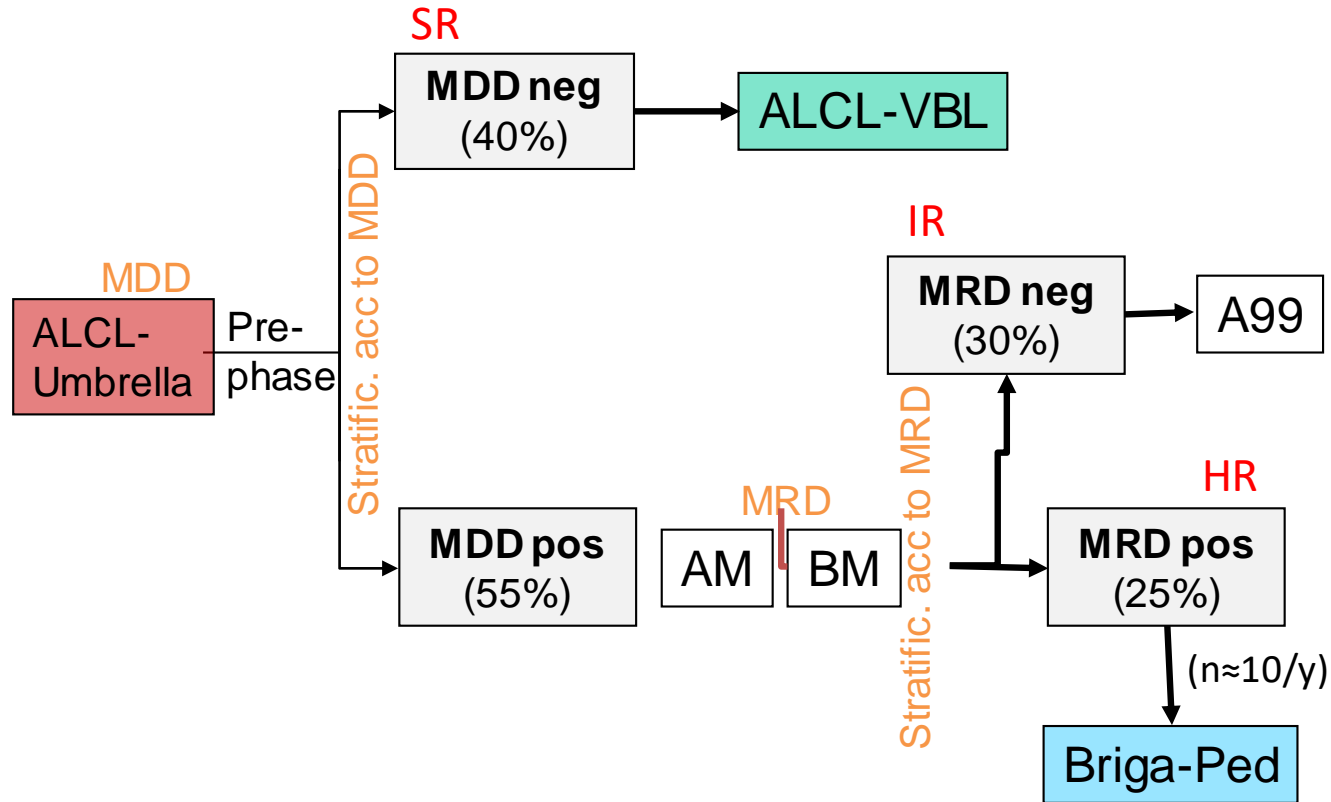 SR
MDD neg
(40%)
ALCL-VBL
Stratific. acc to MDD
MDD
ALCL-
Umbrella
Pre-
phase
IR
MRD neg
(30%)
A99
MDD pos
(55%)
MRD
AM
BM
Stratific. acc to MRD
HR
MRD pos
(25%)
(n≈10/y)
Briga-Ped